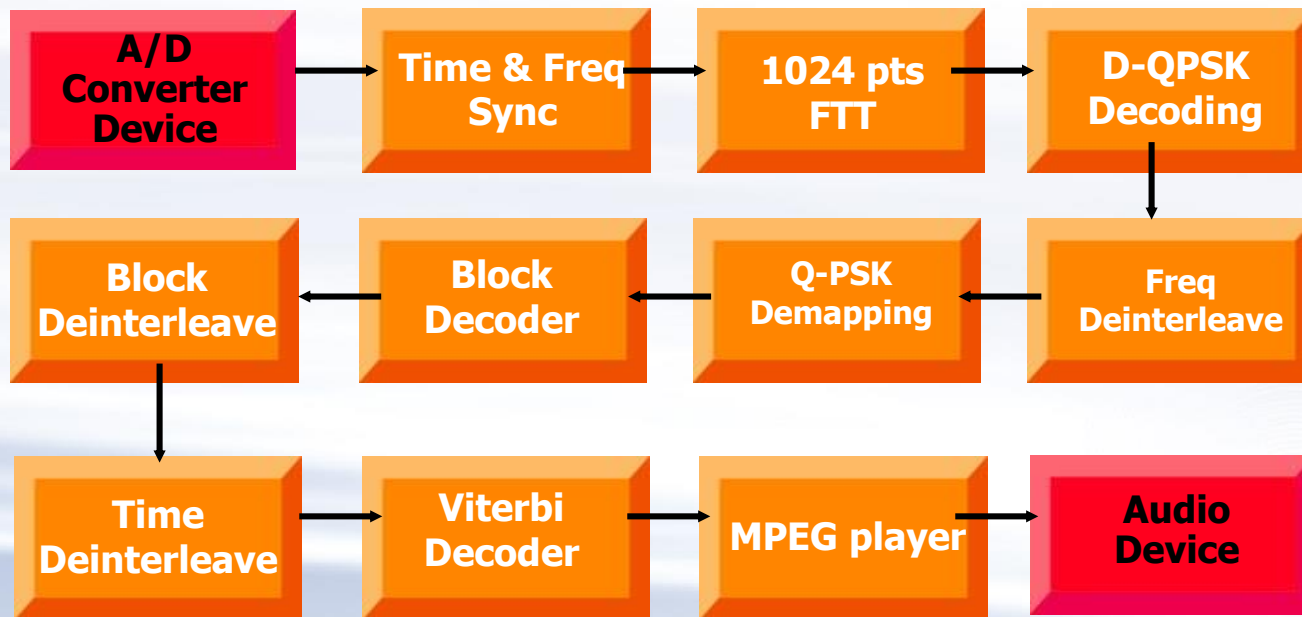 A/D
Converter
Device
Time & Freq
Sync
1024 pts
FTT
D-QPSK
Decoding
Freq
Deinterleave
Q-PSK
Demapping
Block
Decoder
Block
Deinterleave
Time
Deinterleave
Viterbi
Decoder
MPEG player
Audio
Device